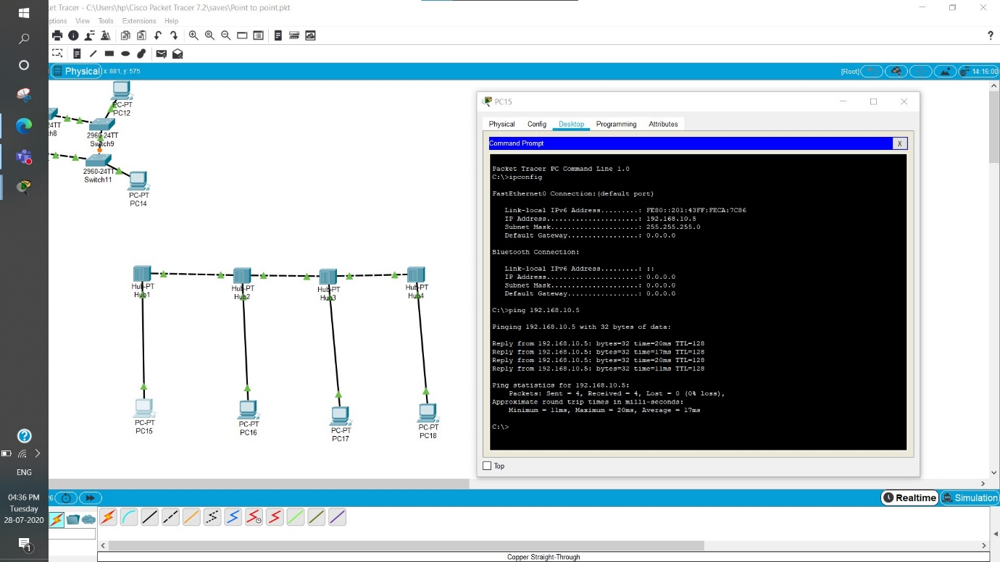 ket Tracer - C:\Users\hp\Cisco Packet Tracer 7.2\saves\Point to point.pkt
ptions View Tools Extensions Help
?
Physical x: 881, y: 575
[Root] 14:16:00
PC-PT
PC12
24TT
h8
2960-24TT
Switch9
2960-24TT
Switch11
PC-PT
PC14
Hub-PT
Hub1
Hub-PT
Hub2
Hub-PT
Hub3
Hub-PT
Hub4
PC-PT
PC15
PC-PT
PC16
PC-PT
PC17
PC-PT
PC18
PC15
Physical Config Desktop Programming Attributes
Command Prompt
X
Packet Tracer PC Command Line 1.0
C:\>ipconfig
FastEthernet0 Connection:(default port)
Link-local IPv6 Address.........: FE80::201:43FF:FECA:7C86
IP Address......................: 192.168.10.5
Subnet Mask.....................: 255.255.255.0
Default Gateway.................: 0.0.0.0
Bluetooth Connection:
Link-local IPv6 Address.........: ::
IP Address......................: 0.0.0.0
Subnet Mask.....................: 0.0.0.0
Default Gateway.................: 0.0.0.0
C:\>ping 192.168.10.5
Pinging 192.168.10.5 with 32 bytes of data:
Reply from 192.168.10.5: bytes=32 time=20ms TTL=128
Reply from 192.168.10.5: bytes=32 time=17ms TTL=128
Reply from 192.168.10.5: bytes=32 time=20ms TTL=128
Reply from 192.168.10.5: bytes=32 time=11ms TTL=128
Ping statistics for 192.168.10.5:
Packets: Sent = 4, Received = 4, Lost = 0 (0% loss),
Approximate round trip times in milli-seconds:
Minimum = 11ms, Maximum = 20ms, Average = 17ms
C:\>
Top
?
ENG
04:36 PM
Tuesday
28-07-2020
1
Realtime Simulation
Copper Straight-Through